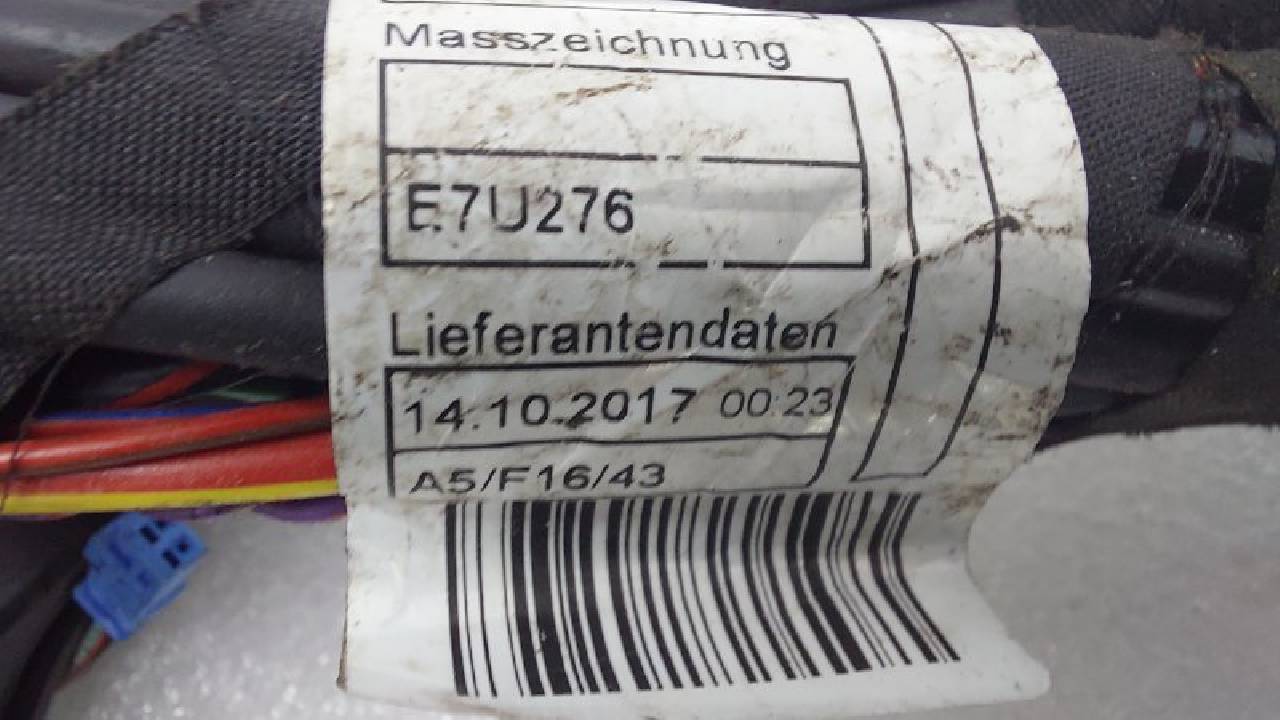 Masszeichnung
E7U276
Lieferantendaten
14.10.2017 00:23
A5/F16/43